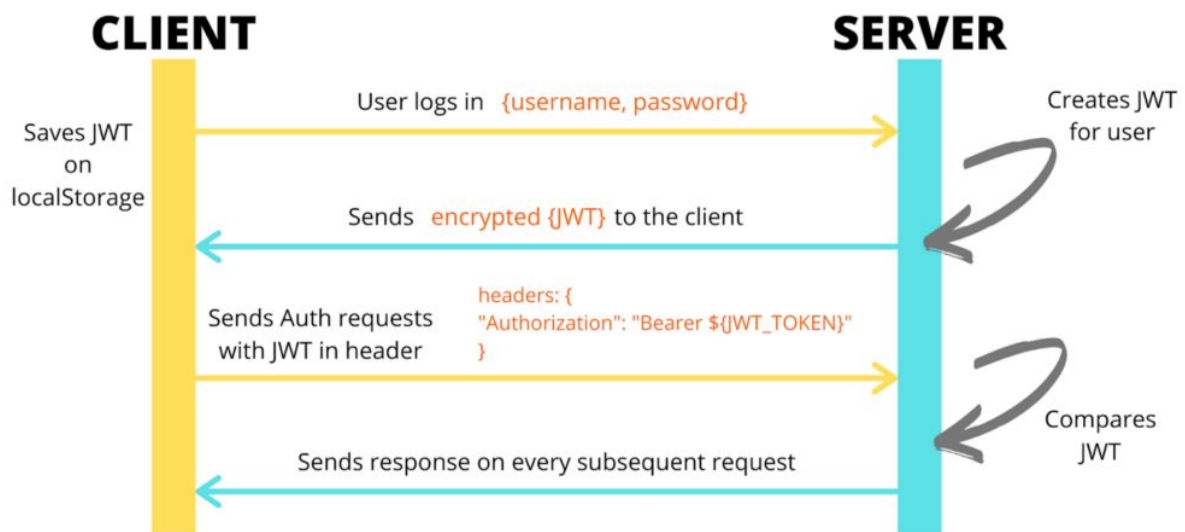 CLIENT
SERVER
User logs in {username, password}
Creates JWT
for user
Saves JWT
on
localStorage
Sends encrypted {JWT} to the client
Sends Auth requests
with JWT in header
headers: {
"Authorization": "Bearer ${JWT_TOKEN}"
}
Compares
JWT
Sends response on every subsequent request